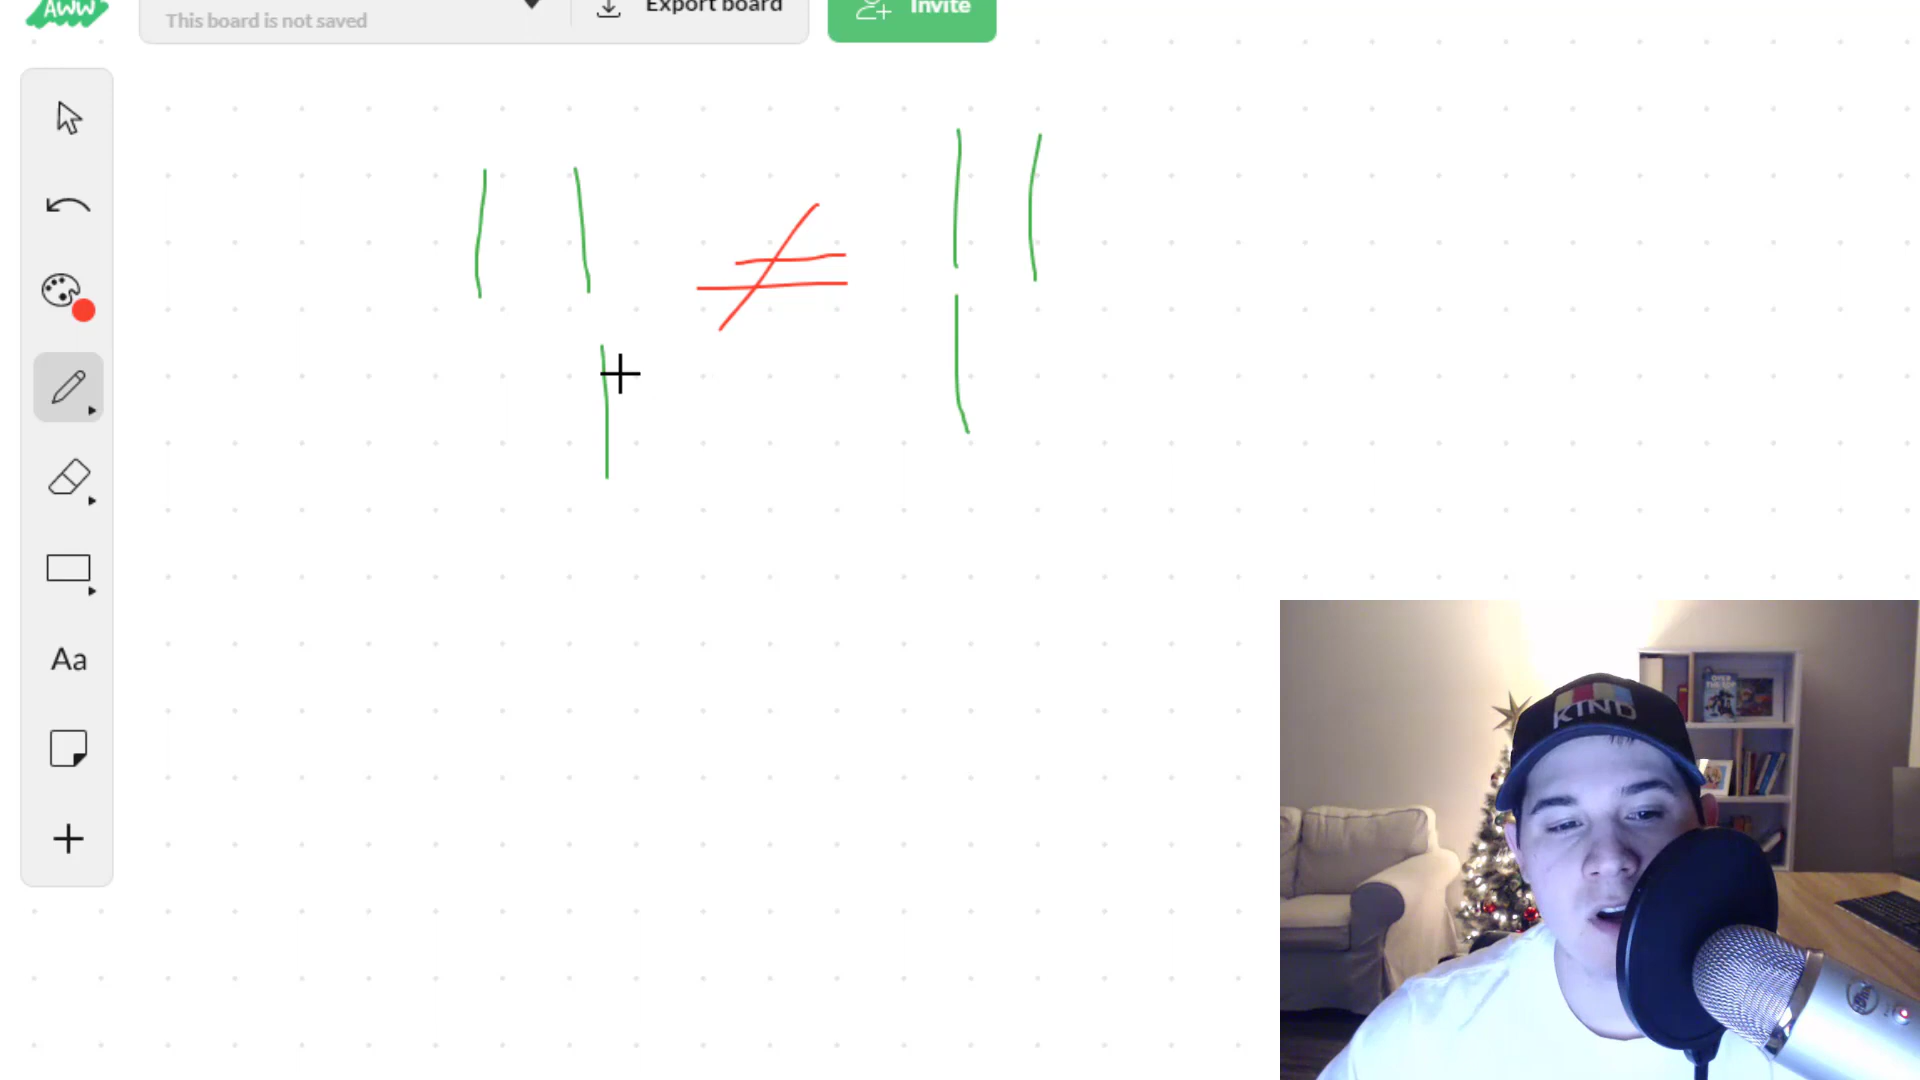 AWW
This board is not saved
Export board
Invite
≠
Aa
KIND